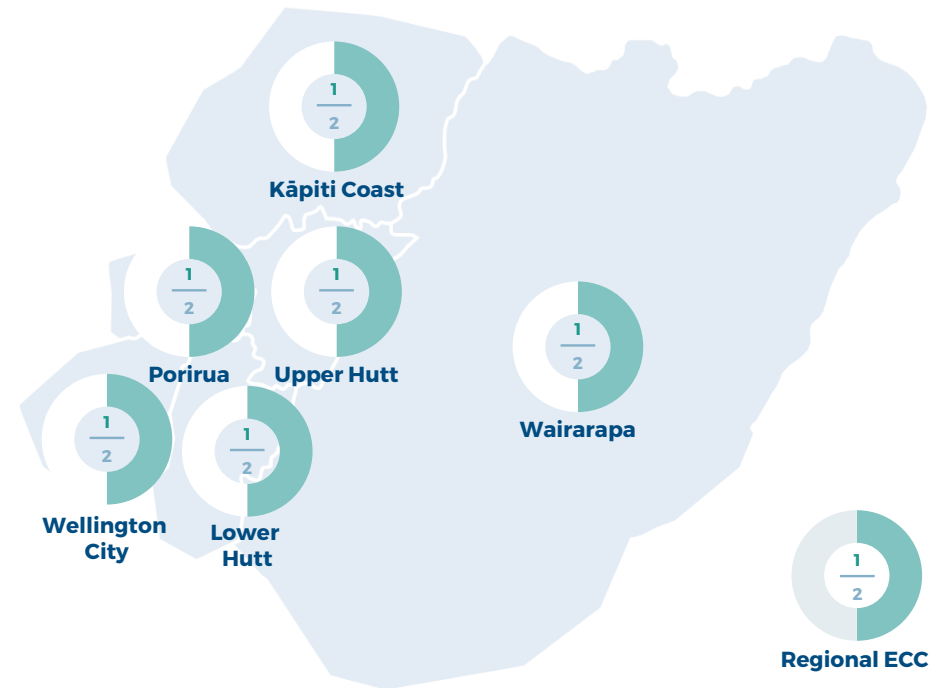 1
2
Kāpiti Coast
1
2
Porirua
1
2
Upper Hutt
1
2
Wairarapa
1
2
Wellington
City
1
2
Lower
Hutt
1
2
Regional ECC